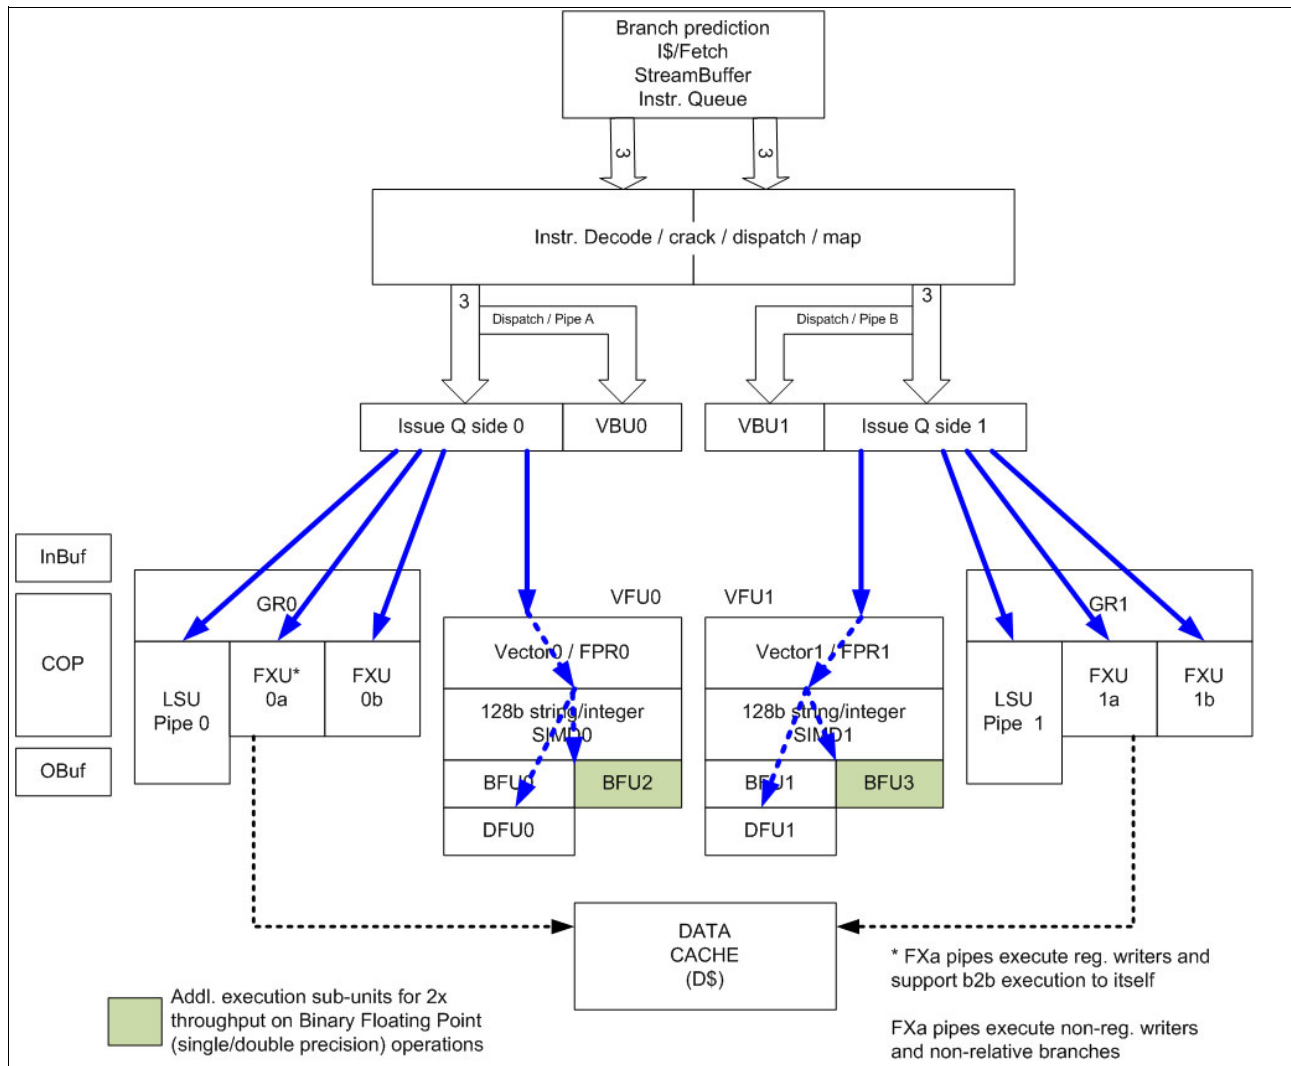 Branch prediction
I$/Fetch
StreamBuffer
Instr. Queue
3
3
Instr. Decode / crack / dispatch / map
3
3
Dispatch / Pipe A
Dispatch / Pipe B
Issue Q side 0
VBU0
VBU1
Issue Q side 1
InBuf
COP
OBuf
GR0
LSU
Pipe 0
FXU*
0a
FXU
0b
VFU0
VFU1
Vector0 / FPR0
128b string/integer
SIMD0
BFU0
BFU2
DFU0
Vector1 / FPR1
128b string/integer
SIMD1
BFU1
BFU3
DFU1
GR1
LSU
Pipe 1
FXU
1a
FXU
1b
DATA
CACHE
(D$)
Addl. execution sub-units for 2x
throughput on Binary Floating Point
(single/double precision) operations
* FXa pipes execute reg. writers and
support b2b execution to itself
FXa pipes execute non-reg. writers
and non-relative branches